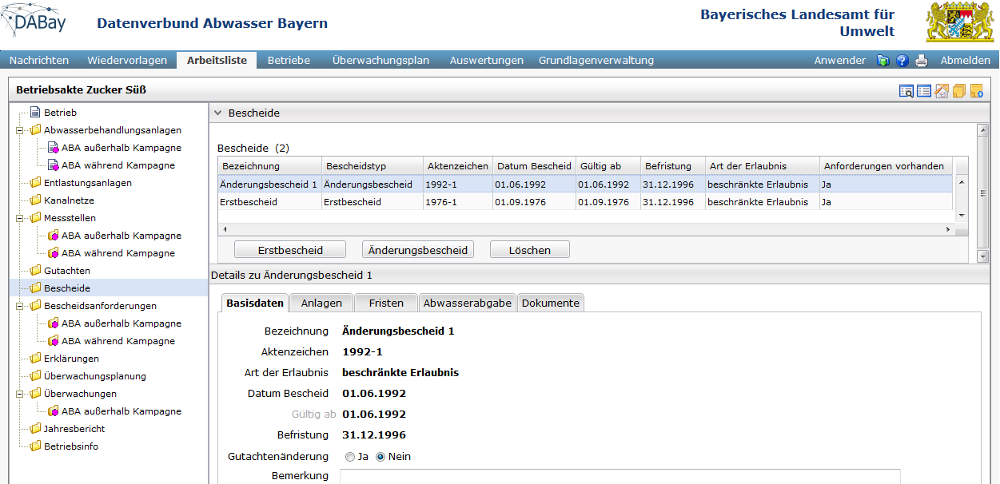 DABay
Datenverbund Abwasser Bayern
Bayerisches Landesamt für
Umwelt
Nachrichten Wiedervorlagen Arbeitsliste Betriebe Überwachungsplan Auswertungen Grundlagenverwaltung Anwender Abmelden
Betriebsakte Zucker Süß
Betrieb
Abwasserbehandlungsanlagen
ABA außerhalb Kampagne
ABA während Kampagne
Entlastungsanlagen
Kanalnetze
Messstellen
ABA außerhalb Kampagne
ABA während Kampagne
Gutachten
Bescheide
Bescheidsanforderungen
ABA außerhalb Kampagne
ABA während Kampagne
Erklärungen
Überwachungsplanung
Überwachungen
ABA außerhalb Kampagne
Jahresbericht
Betriebsinfo
Bescheide
Bescheide (2)
Bezeichnung Bescheidstyp Aktenzeichen Datum Bescheid Gültig ab Befristung Art der Erlaubnis Anforderungen vorhanden
Änderungsbescheid 1 Änderungsbescheid 1992-1 01.06.1992 01.06.1992 31.12.1996 beschränkte Erlaubnis Ja
Erstbescheid Erstbescheid 1976-1 01.09.1976 01.09.1976 31.12.1996 beschränkte Erlaubnis Ja
Erstbescheid Änderungsbescheid Löschen
Details zu Änderungsbescheid 1
Basisdaten Anlagen Fristen Abwasserabgabe Dokumente
Bezeichnung Änderungsbescheid 1
Aktenzeichen 1992-1
Art der Erlaubnis beschränkte Erlaubnis
Datum Bescheid 01.06.1992
Gültig ab 01.06.1992
Befristung 31.12.1996
Gutachtenänderung Ja Nein
Bemerkung